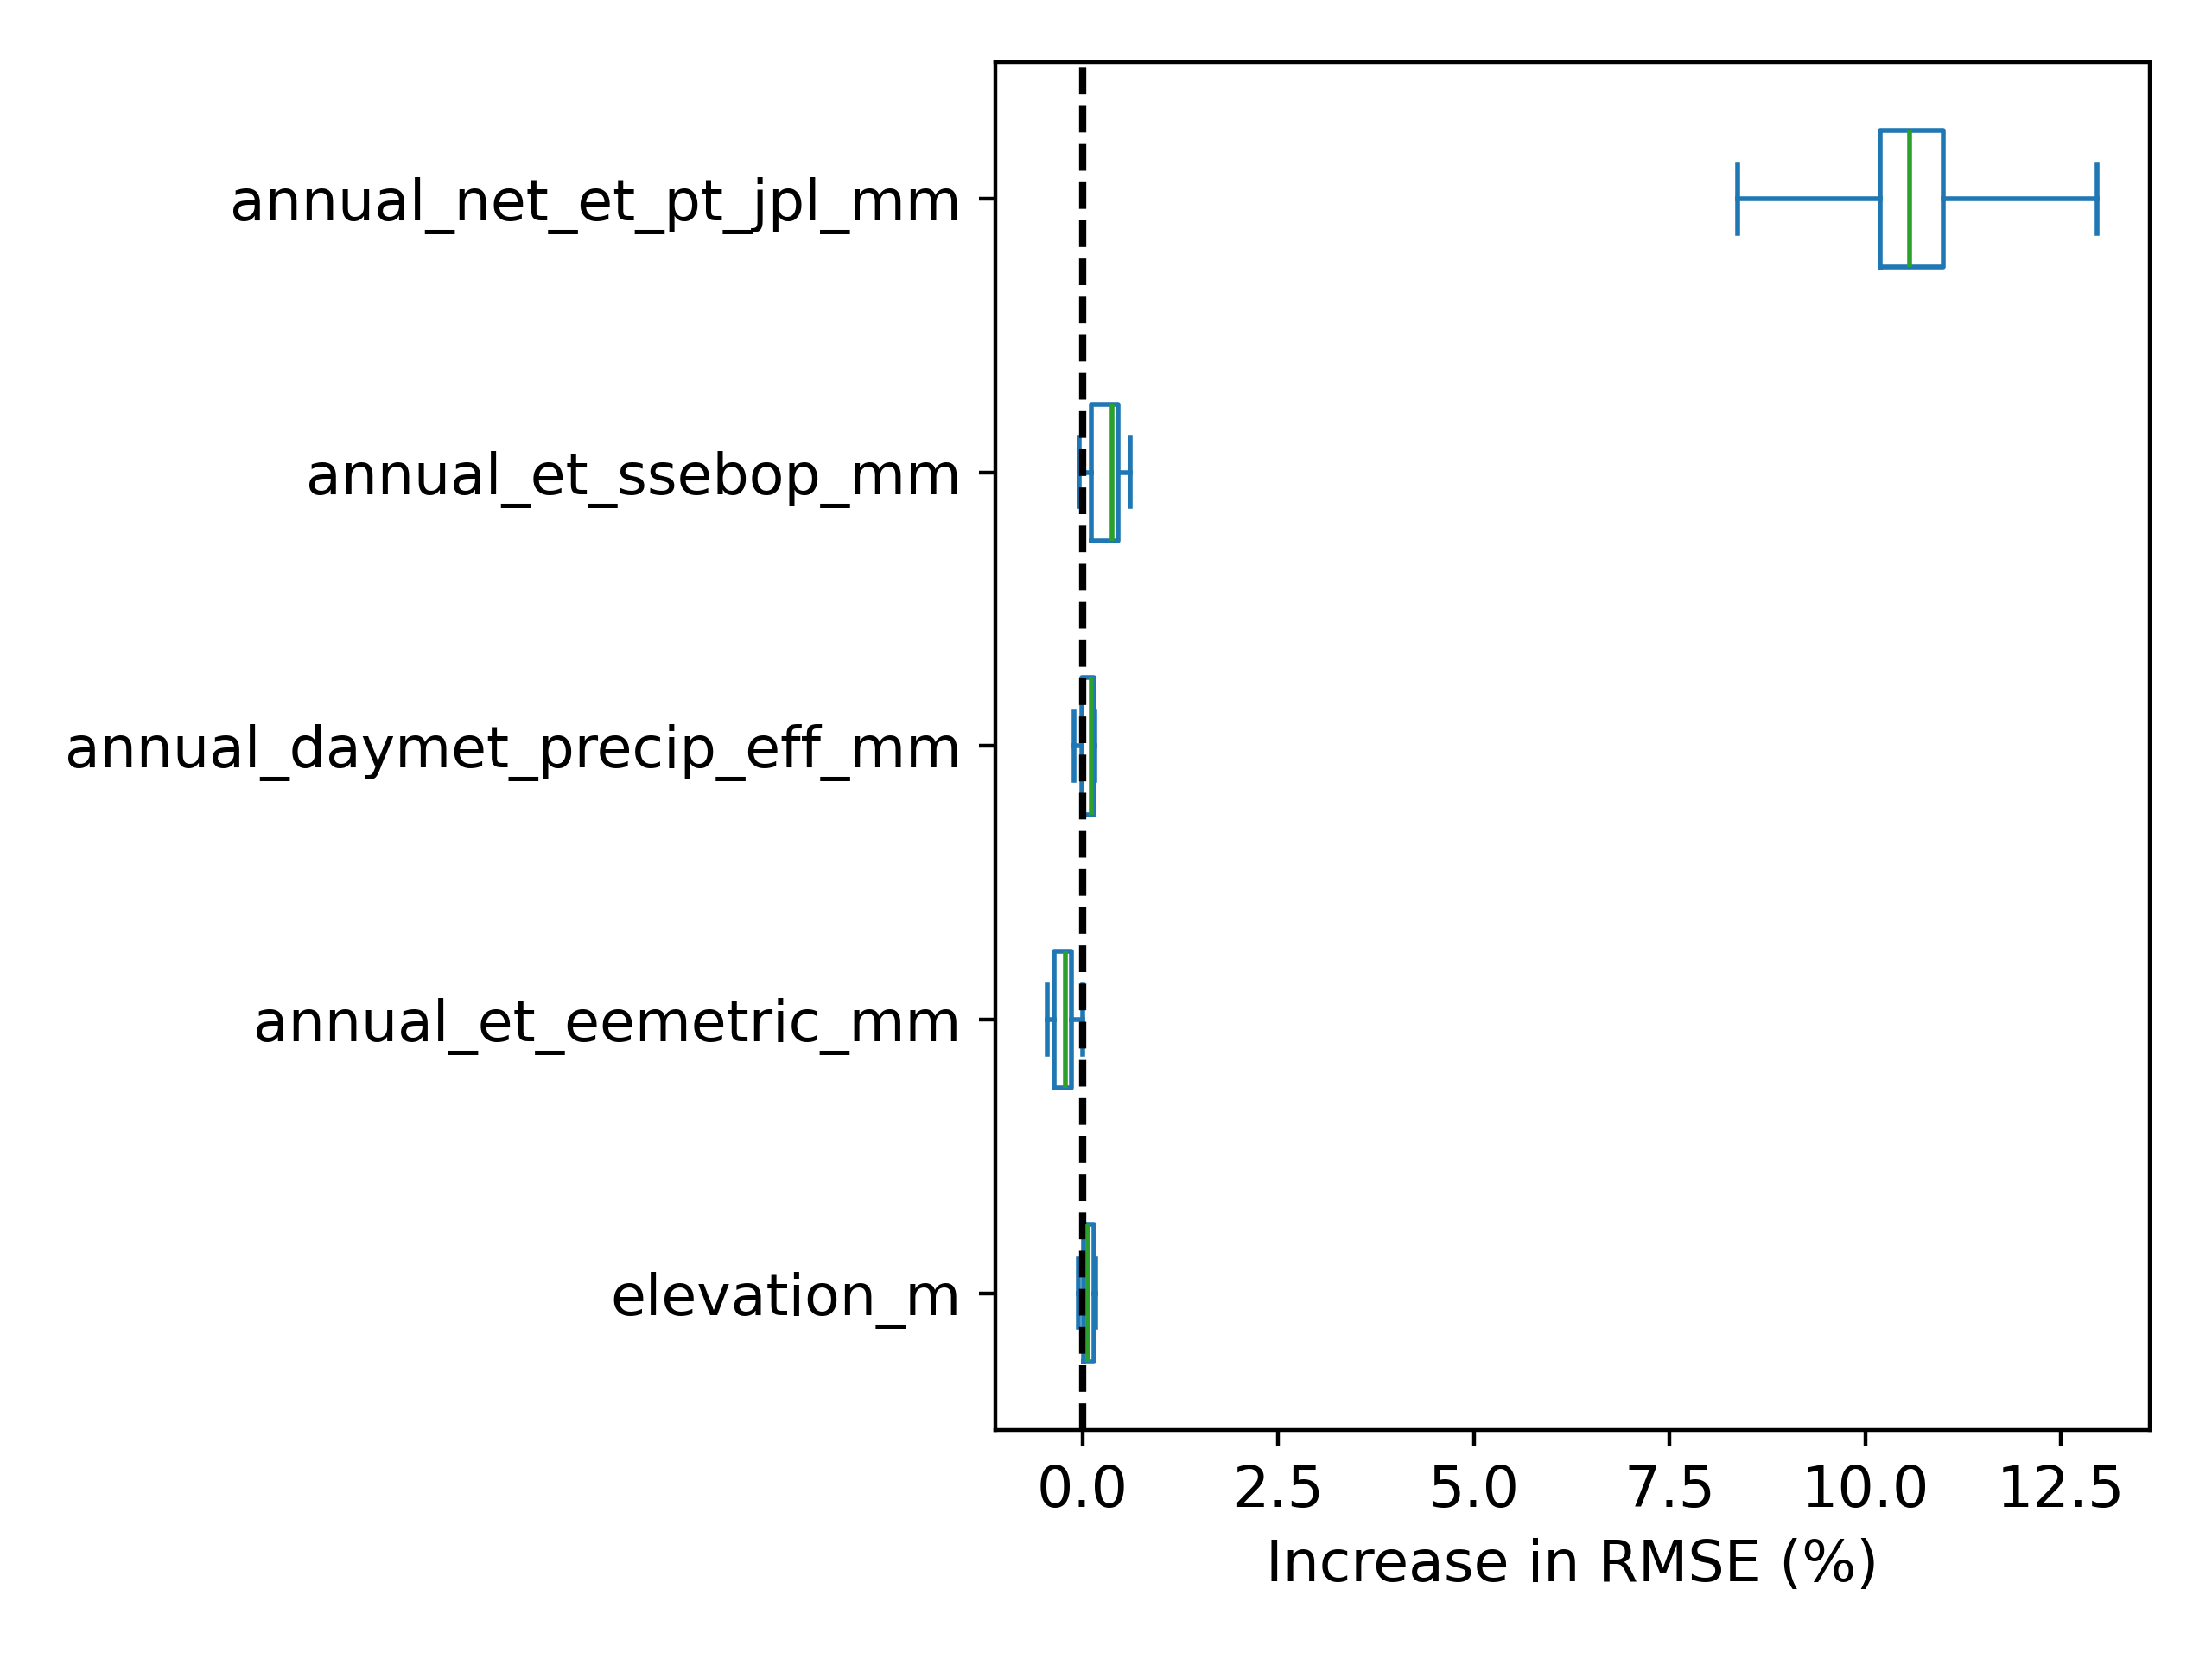 annual_net_et_pt_jpl_mm
annual_et_ssebop_mm
annual_daymet_precip_eff_mm
annual_et_eemetric_mm
elevation_m
0.0 2.5 5.0 7.5 10.0 12.5
Increase in RMSE (%)